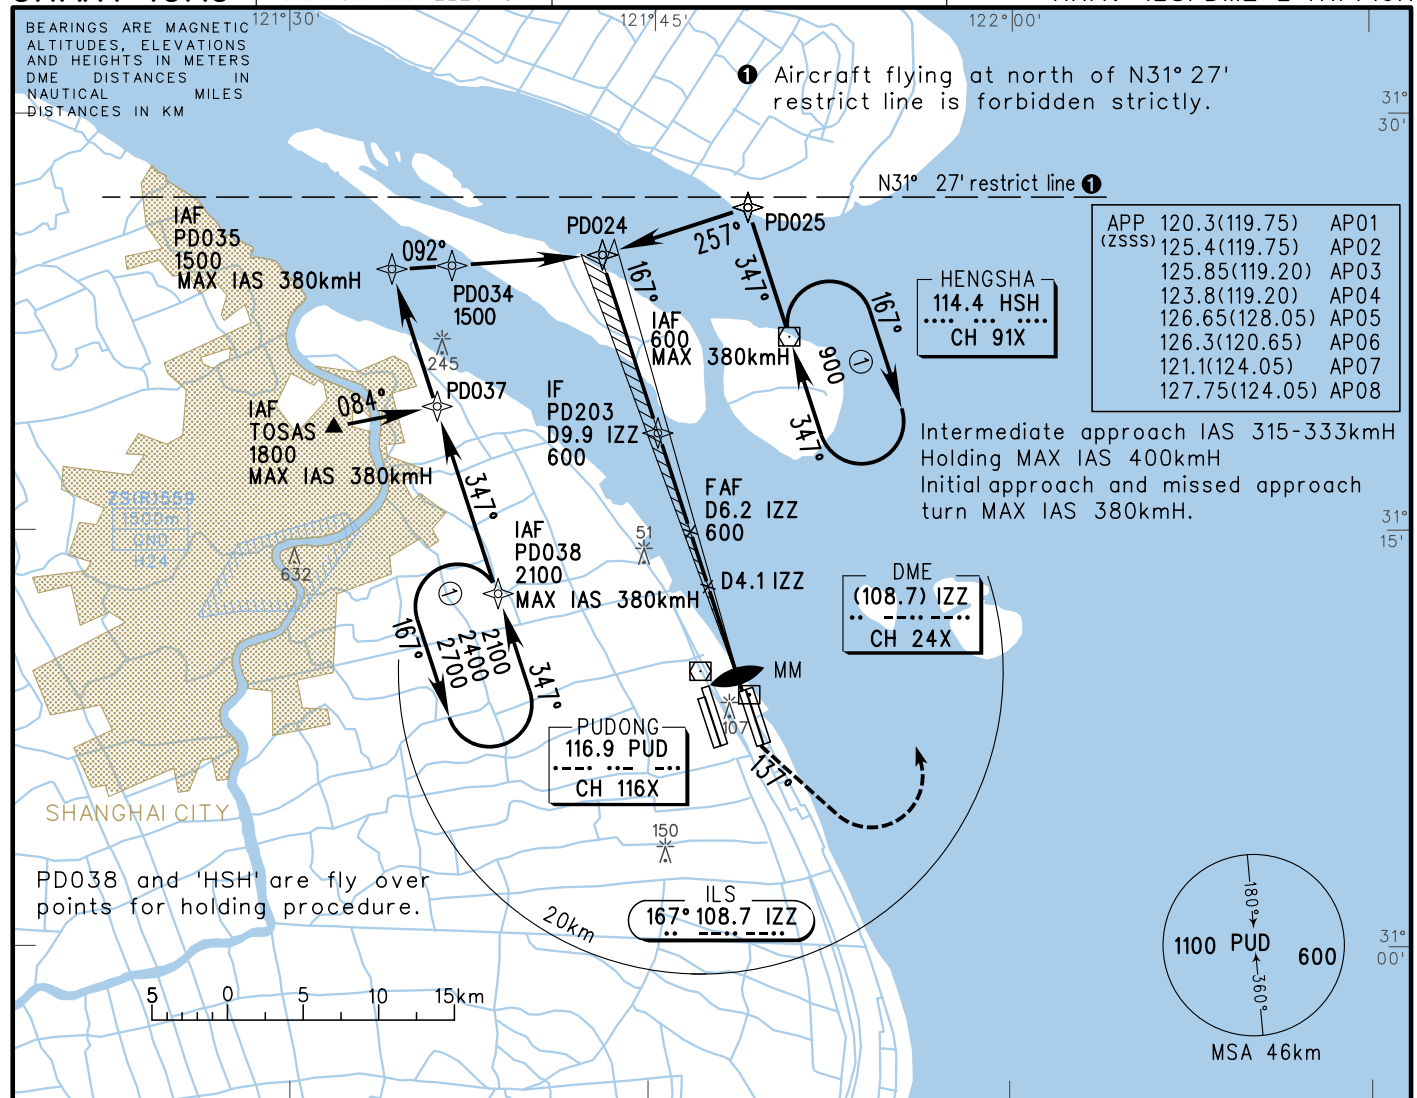 121°30'
121°45'
122°00'
BEARINGS ARE MAGNETIC
ALTITUDES, ELEVATIONS
AND HEIGHTS IN METERS
DME DISTANCES IN
NAUTICAL MILES
DISTANCES IN KM
❶ Aircraft flying at north of N31° 27'
restrict line is forbidden strictly.
31°
30'
N31° 27' restrict line ❶
IAF
PD035
1500
MAX IAS 380kmH
092°
PD034
1500
PD024
257°
PD025
167°
347°
IAF
600
MAX 380kmH
HENGSHA
114.4 HSH
CH 91X
167°
900
1
347°
APP 120.3(119.75) AP01
(ZSSS) 125.4(119.75) AP02
125.85(119.20) AP03
123.8(119.20) AP04
126.65(128.05) AP05
126.3(120.65) AP06
121.1(124.05) AP07
127.75(124.05) AP08
245
PD037
084°
IAF
TOSAS
1800
MAX IAS 380kmH
IF
PD203
D9.9 IZZ
600
Intermediate approach IAS 315-333kmH
Holding MAX IAS 400kmH
Initial approach and missed approach
turn MAX IAS 380kmH.
347°
ZS(R)559
1500m
GND
H24
632
FAF
D6.2 IZZ
600
51
31°
15'
IAF
PD038
2100
MAX IAS 380kmH
D4.1 IZZ
DME
(108.7) IZZ
CH 24X
1
167°
2100
2400
2700
347°
MM
107
PUDONG
116.9 PUD
CH 116X
137°
SHANGHAI CITY
150
PD038 and 'HSH' are fly over
points for holding procedure.
ILS
167° 108.7 IZZ
20km
180°
1100 PUD 600
360°
MSA 46km
31°
00'
5 0 5 10 15km